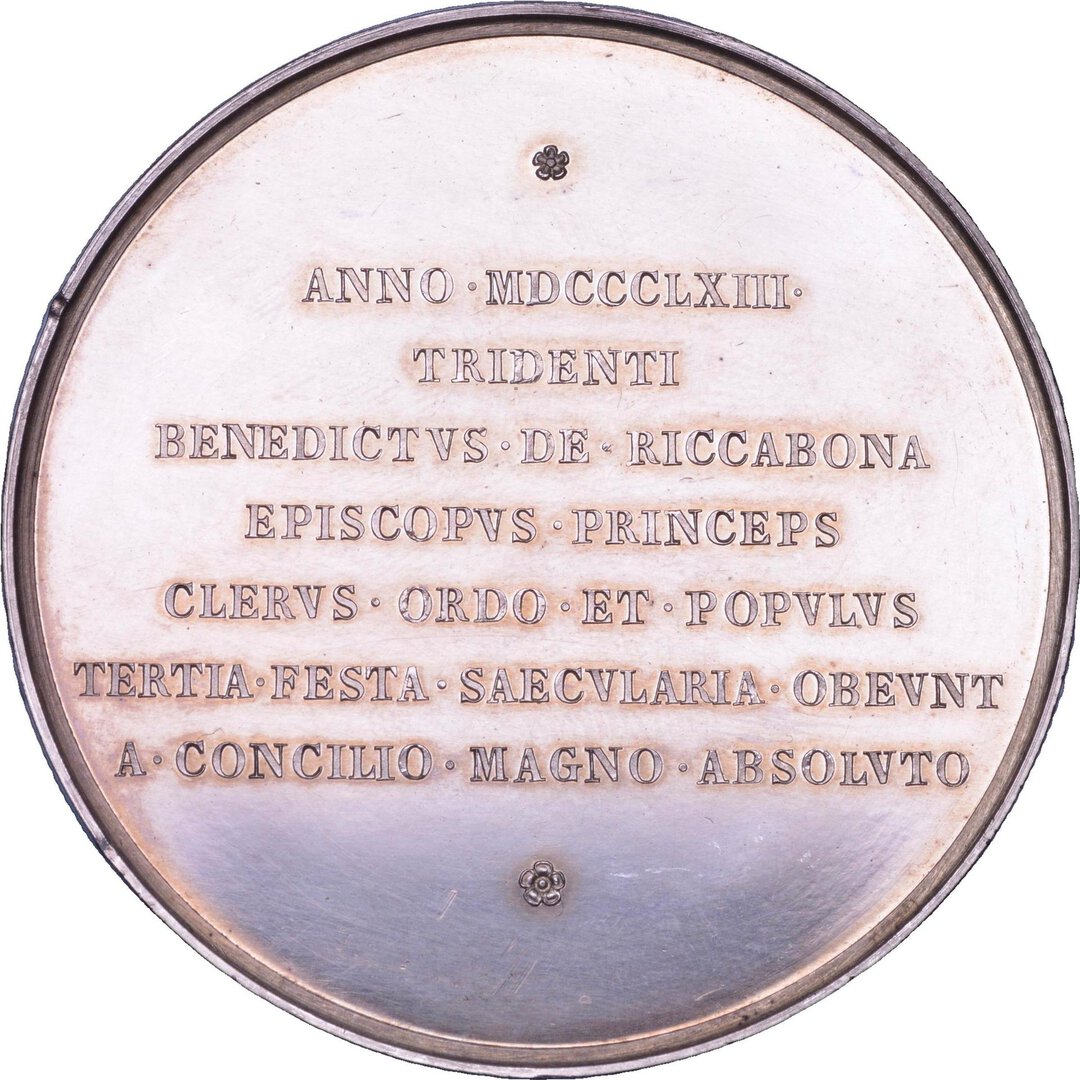 ANNO · MDCCCLXIII ·
TRIDENTI
BENEDICTVS · DE · RICCABONA
EPISCOPVS · PRINCEPS
CLERVS · ORDO · ET · POPVLVS
TERTIA · FESTA · SAECVLARIA · OBEVNT
A · CONCILIO · MAGNO · ABSOLVTO